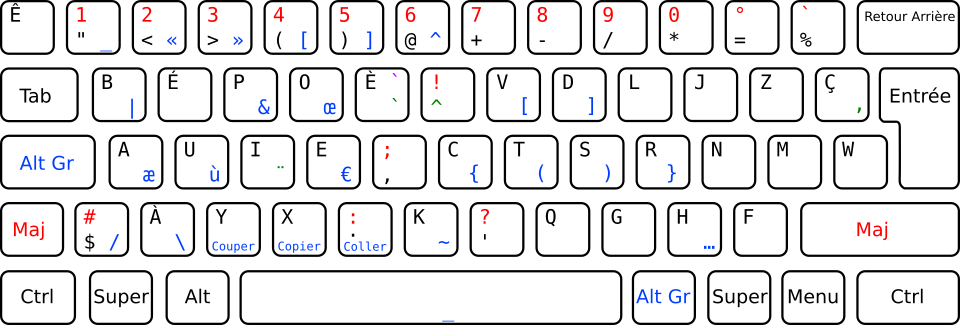 Ê 1 " _ 2 < « 3 > » 4 ( [ 5 ) ] 6 @ ^ 7 + 8 - 9 / 0 * ° = ` % Retour Arrière
Tab B | É P & O œ È ` ` ! ^ V [ D ] L J Z Ç , Entrée
Alt Gr A æ U ù I ¨ E € ; , C { T ( S ) R } N M W
Maj # $ / À \ Y Couper X Copier : . Coller K ~ ? ' Q G H … F Maj
Ctrl Super Alt _ Alt Gr Super Menu Ctrl